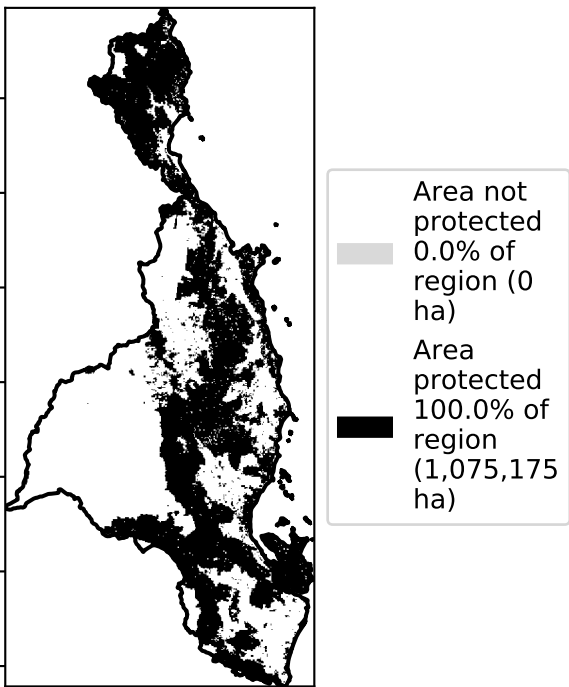 Area not
protected
0.0% of
region (0
ha)
Area
protected
100.0% of
region
(1,075,175
ha)